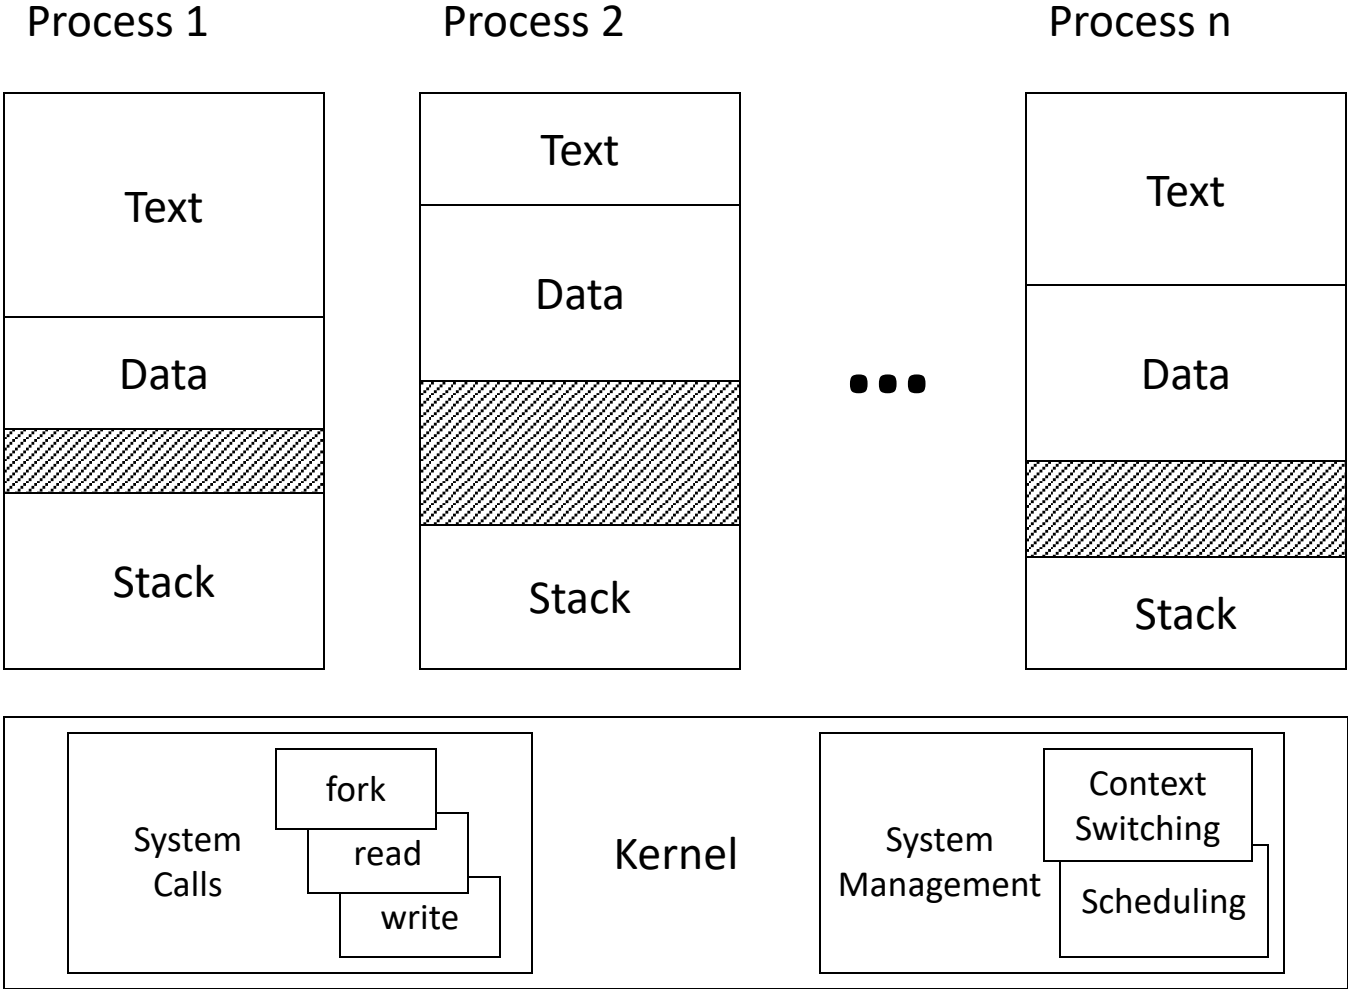 Process 1
Process 2
Process n
Text
Data
Stack
Text
Data
Stack
...
Text
Data
Stack
System
Calls
fork
read
write
Kernel
System
Management
Context
Switching
Scheduling